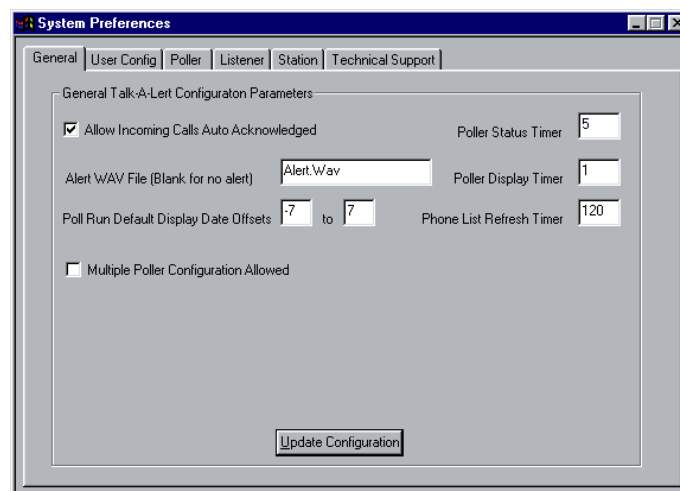 System Preferences
General User Config Poller Listener Station Technical Support
General Talk-A-Lert Configuraton Parameters
Allow Incoming Calls Auto Acknowledged Poller Status Timer 5
Alert WAV File (Blank for no alert) Alert.Wav Poller Display Timer 1
Poll Run Default Display Date Offsets -7 to 7 Phone List Refresh Timer 120
Multiple Poller Configuration Allowed
Update Configuration